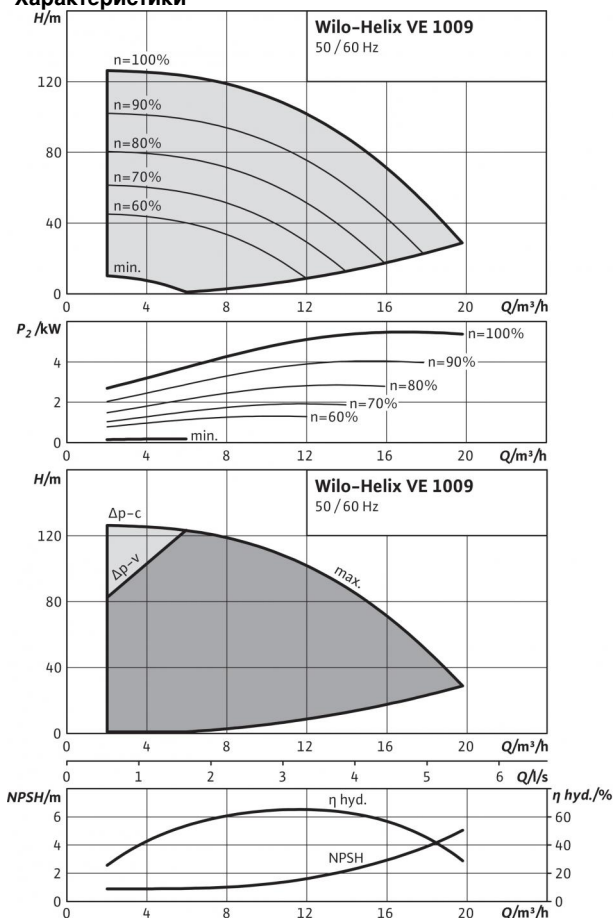 Характеристики
H/m
Wilo-Helix VE 1009
50 / 60 Hz
n=100%
120
n=90%
80
n=80%
n=70%
n=60%
40
min.
0
0 4 8 12 16 20 Q/m³/h
P₂/kW
n=100%
4
n=90%
n=80%
2
n=70%
n=60%
min.
0
0 4 8 12 16 20 Q/m³/h
H/m
Wilo-Helix VE 1009
50 / 60 Hz
Δp-c
120
Δp-v
max.
80
40
0
0 4 8 12 16 20 Q/m³/h
0 1 2 3 4 5 6 Q/l/s
NPSH/m
η hyd./%
η hyd.
6 60
4 40
NPSH
2 20
0 0
0 4 8 12 16 20 Q/m³/h